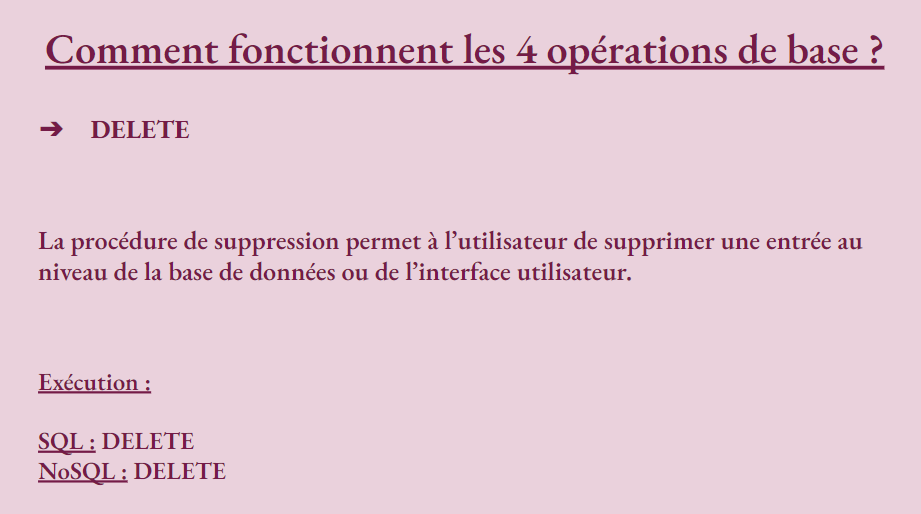 Comment fonctionnent les 4 opérations de base ?
➔ DELETE
La procédure de suppression permet à l’utilisateur de supprimer une entrée au
niveau de la base de données ou de l’interface utilisateur.
Exécution :
SQL : DELETE
NoSQL : DELETE